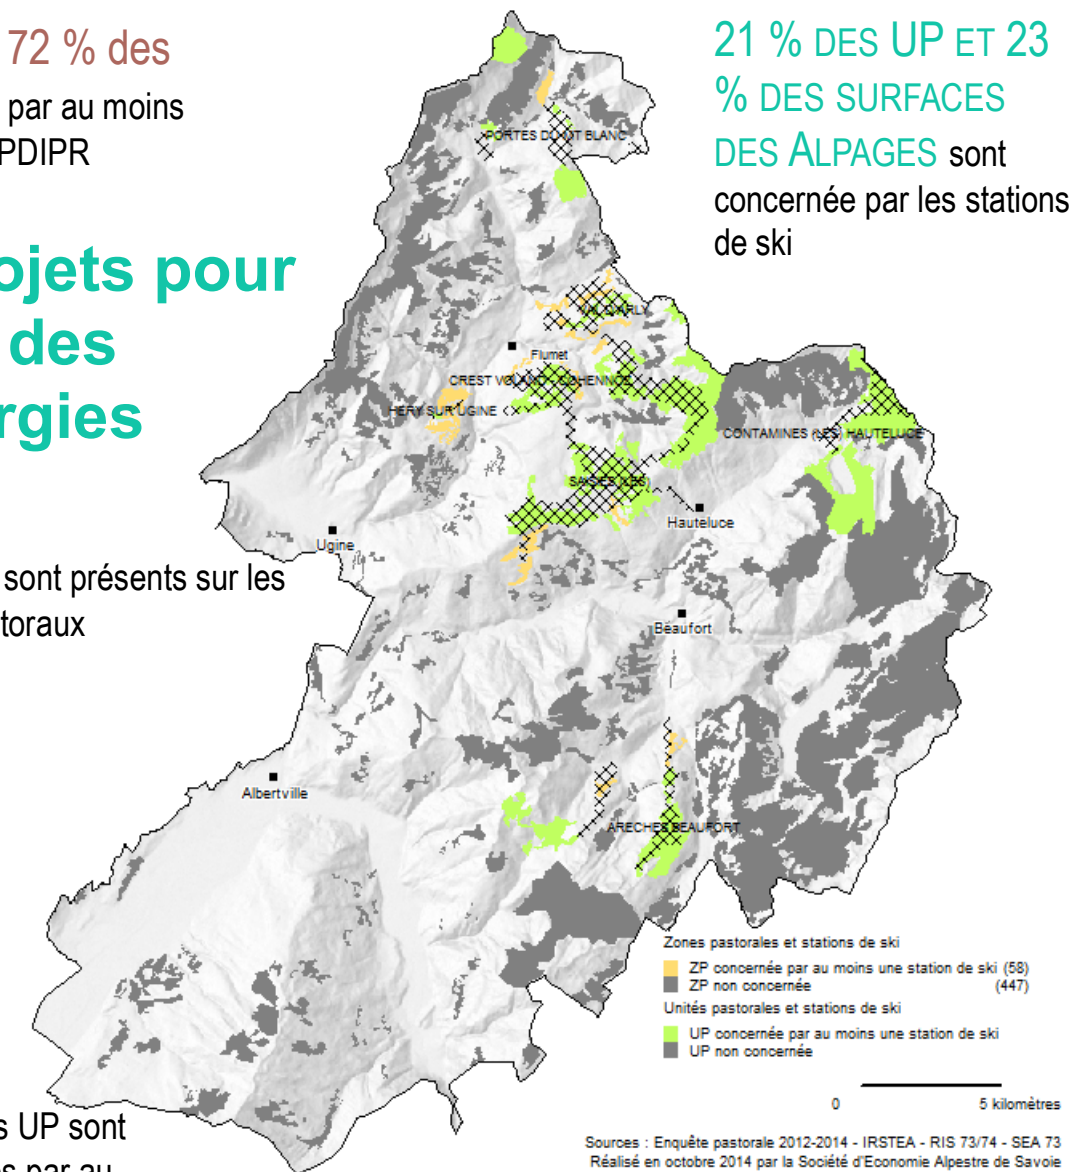 72 % des
par au moins
PDIPR
21 % DES UP ET 23
% DES SURFACES
DES ALPAGES sont
concernée par les stations
de ski
ojets pour
des
rgies
sont présents sur les
toraux
PORTES DU MT BLANC
VAL D'ARLY
Flumet
CREST VOLAND - COHENNOZ
HERY SUR UGINE
CONTAMINES (LES) HAUTELUCE
SAISIES (LES)
Hauteluce
Ugine
Beaufort
Albertville
ARECHES BEAUFORT
Zones pastorales et stations de ski
ZP concernée par au moins une station de ski (58)
ZP non concernée (447)
Unités pastorales et stations de ski
UP concernée par au moins une station de ski
UP non concernée
0 5 kilomètres
Sources : Enquête pastorale 2012-2014 - IRSTEA - RIS 73/74 - SEA 73
Réalisé en octobre 2014 par la Société d'Economie Alpestre de Savoie
s UP sont
s par au